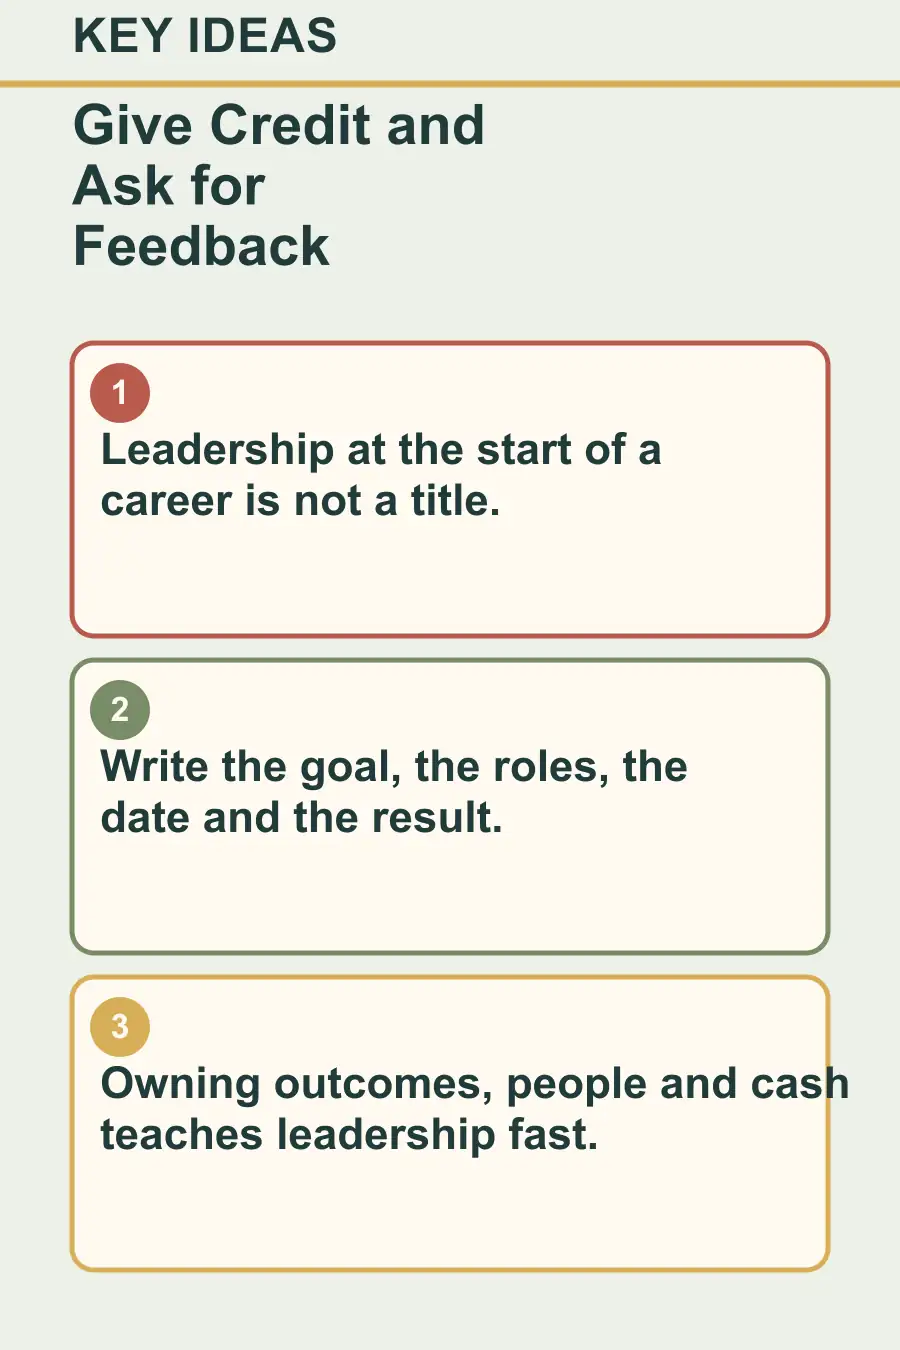 KEY IDEAS
Give Credit and
Ask for
Feedback
1
Leadership at the start of a
career is not a title.
2
Write the goal, the roles, the
date and the result.
3
Owning outcomes, people and cash
teaches leadership fast.